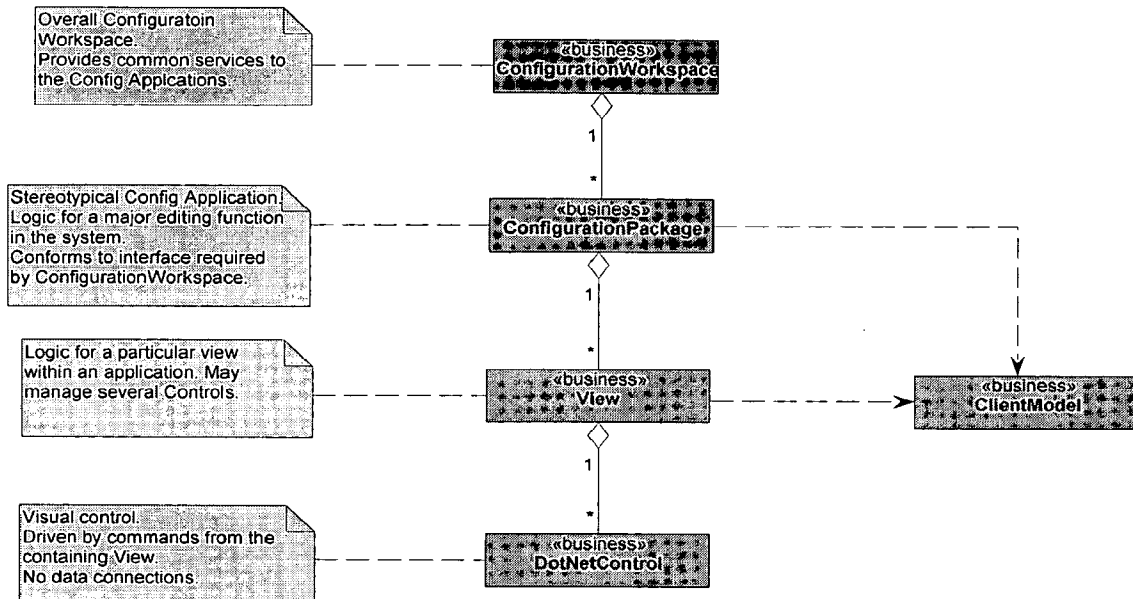 Overall Configuratoin
Workspace.
Provides common services to
the Config Applcations.
«business»
ConfigurationWorkspace
1
*
Stereotypical Config Application.
Logic for a major editing function
in the system.
Conforms to interface required
by ConfigurationWorkspace.
«business»
ConfigurationPackage
1
*
Logic for a particular view
within an application. May
manage several Controls.
«business»
View
«business»
ClientModel
1
*
Visual control.
Driven by commands from the
containing View.
No data connections.
«business»
DotNetControl